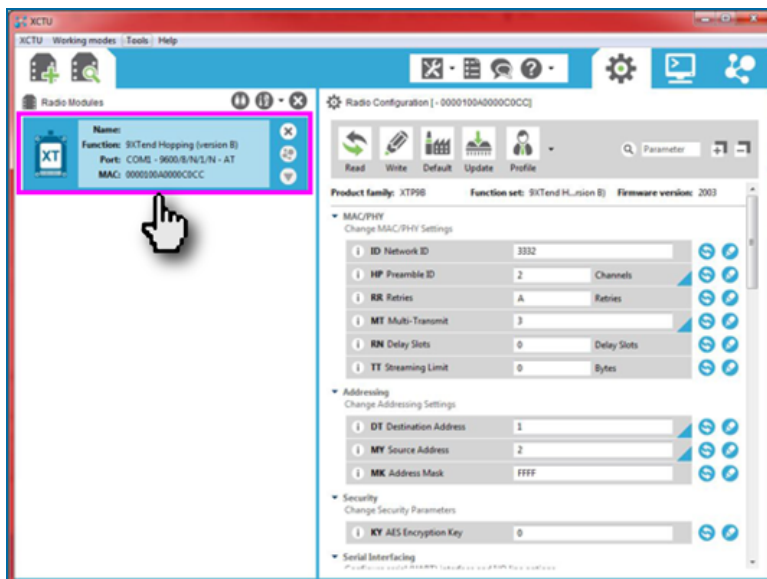 XCTU
XCTU Working modes Tools Help
Radio Modules
Name:
Function: 9XTend Hopping (version B)
Port: COM1 - 9600/8/N/1/N - AT
MAC: 0000100A0000C0CC
XT
Radio Configuration [ - 0000100A0000C0CC]
Read Write Default Update Profile
Parameter
Product family: XTP9B Function set: 9XTend H...rsion B) Firmware version: 2003
MAC/PHY
Change MAC/PHY Settings
i ID Network ID 3332
i HP Preamble ID 2 Channels
i RR Retries A Retries
i MT Multi-Transmit 3
i RN Delay Slots 0 Delay Slots
i TT Streaming Limit 0 Bytes
Addressing
Change Addressing Settings
i DT Destination Address 1
i MY Source Address 2
i MK Address Mask FFFF
Security
Change Security Parameters
i KY AES Encryption Key 0
Serial Interfacing